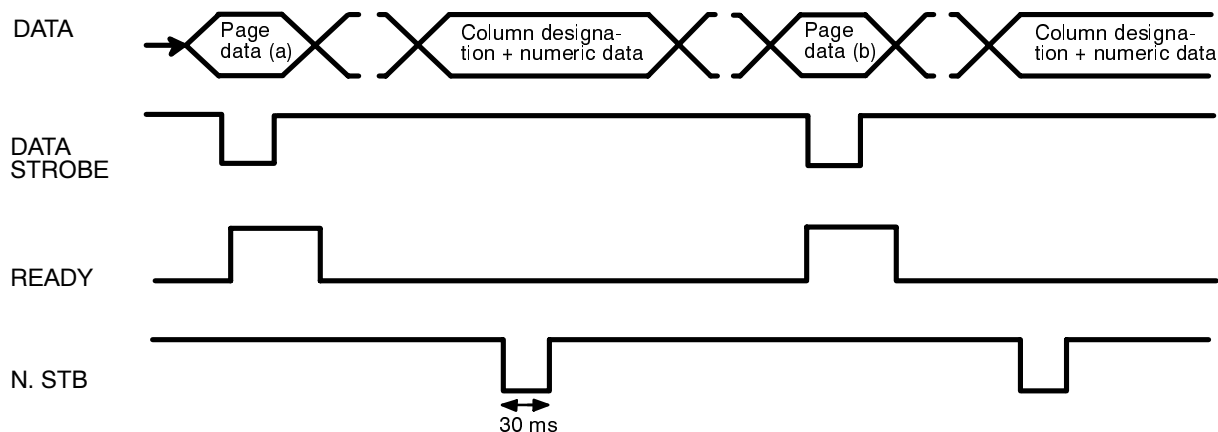 DATA
Page
data (a)
Column designa-
tion + numeric data
Page
data (b)
Column designa-
tion + numeric data
DATA
STROBE
READY
N. STB
30 ms